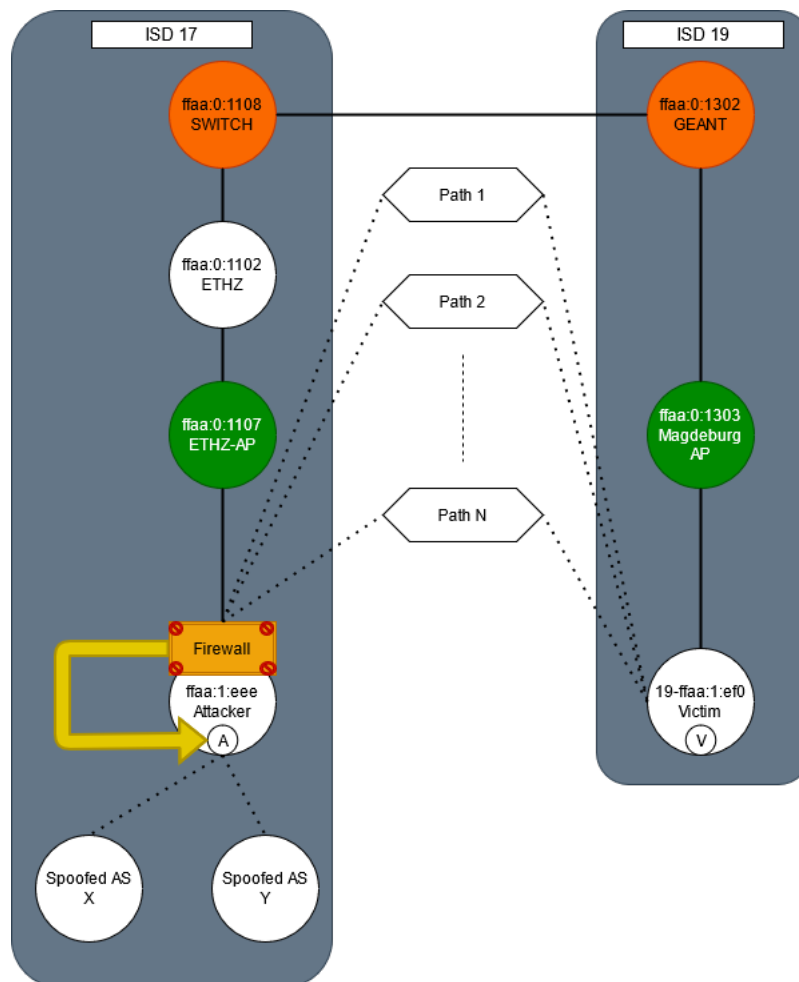 ISD 17
ISD 19
ffaa:0:1108
SWITCH
ffaa:0:1302
GEANT
Path 1
ffaa:0:1102
ETHZ
Path 2
ffaa:0:1107
ETHZ-AP
ffaa:0:1303
Magdeburg
AP
Path N
Firewall
ffaa:1:eee
Attacker
A
19-ffaa:1:ef0
Victim
V
Spoofed AS
X
Spoofed AS
Y